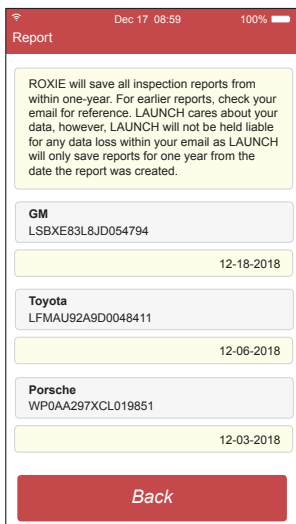 Dec 17 08:59
100%
Report
ROXIE will save all inspection reports from
within one-year. For earlier reports, check your
email for reference. LAUNCH cares about your
data, however, LAUNCH will not be held liable
for any data loss within your email as LAUNCH
will only save reports for one year from the
date the report was created.
GM
LSBXE83L8JD054794
12-18-2018
Toyota
LFMAU92A9D0048411
12-06-2018
Porsche
WP0AA297XCL019851
12-03-2018
Back